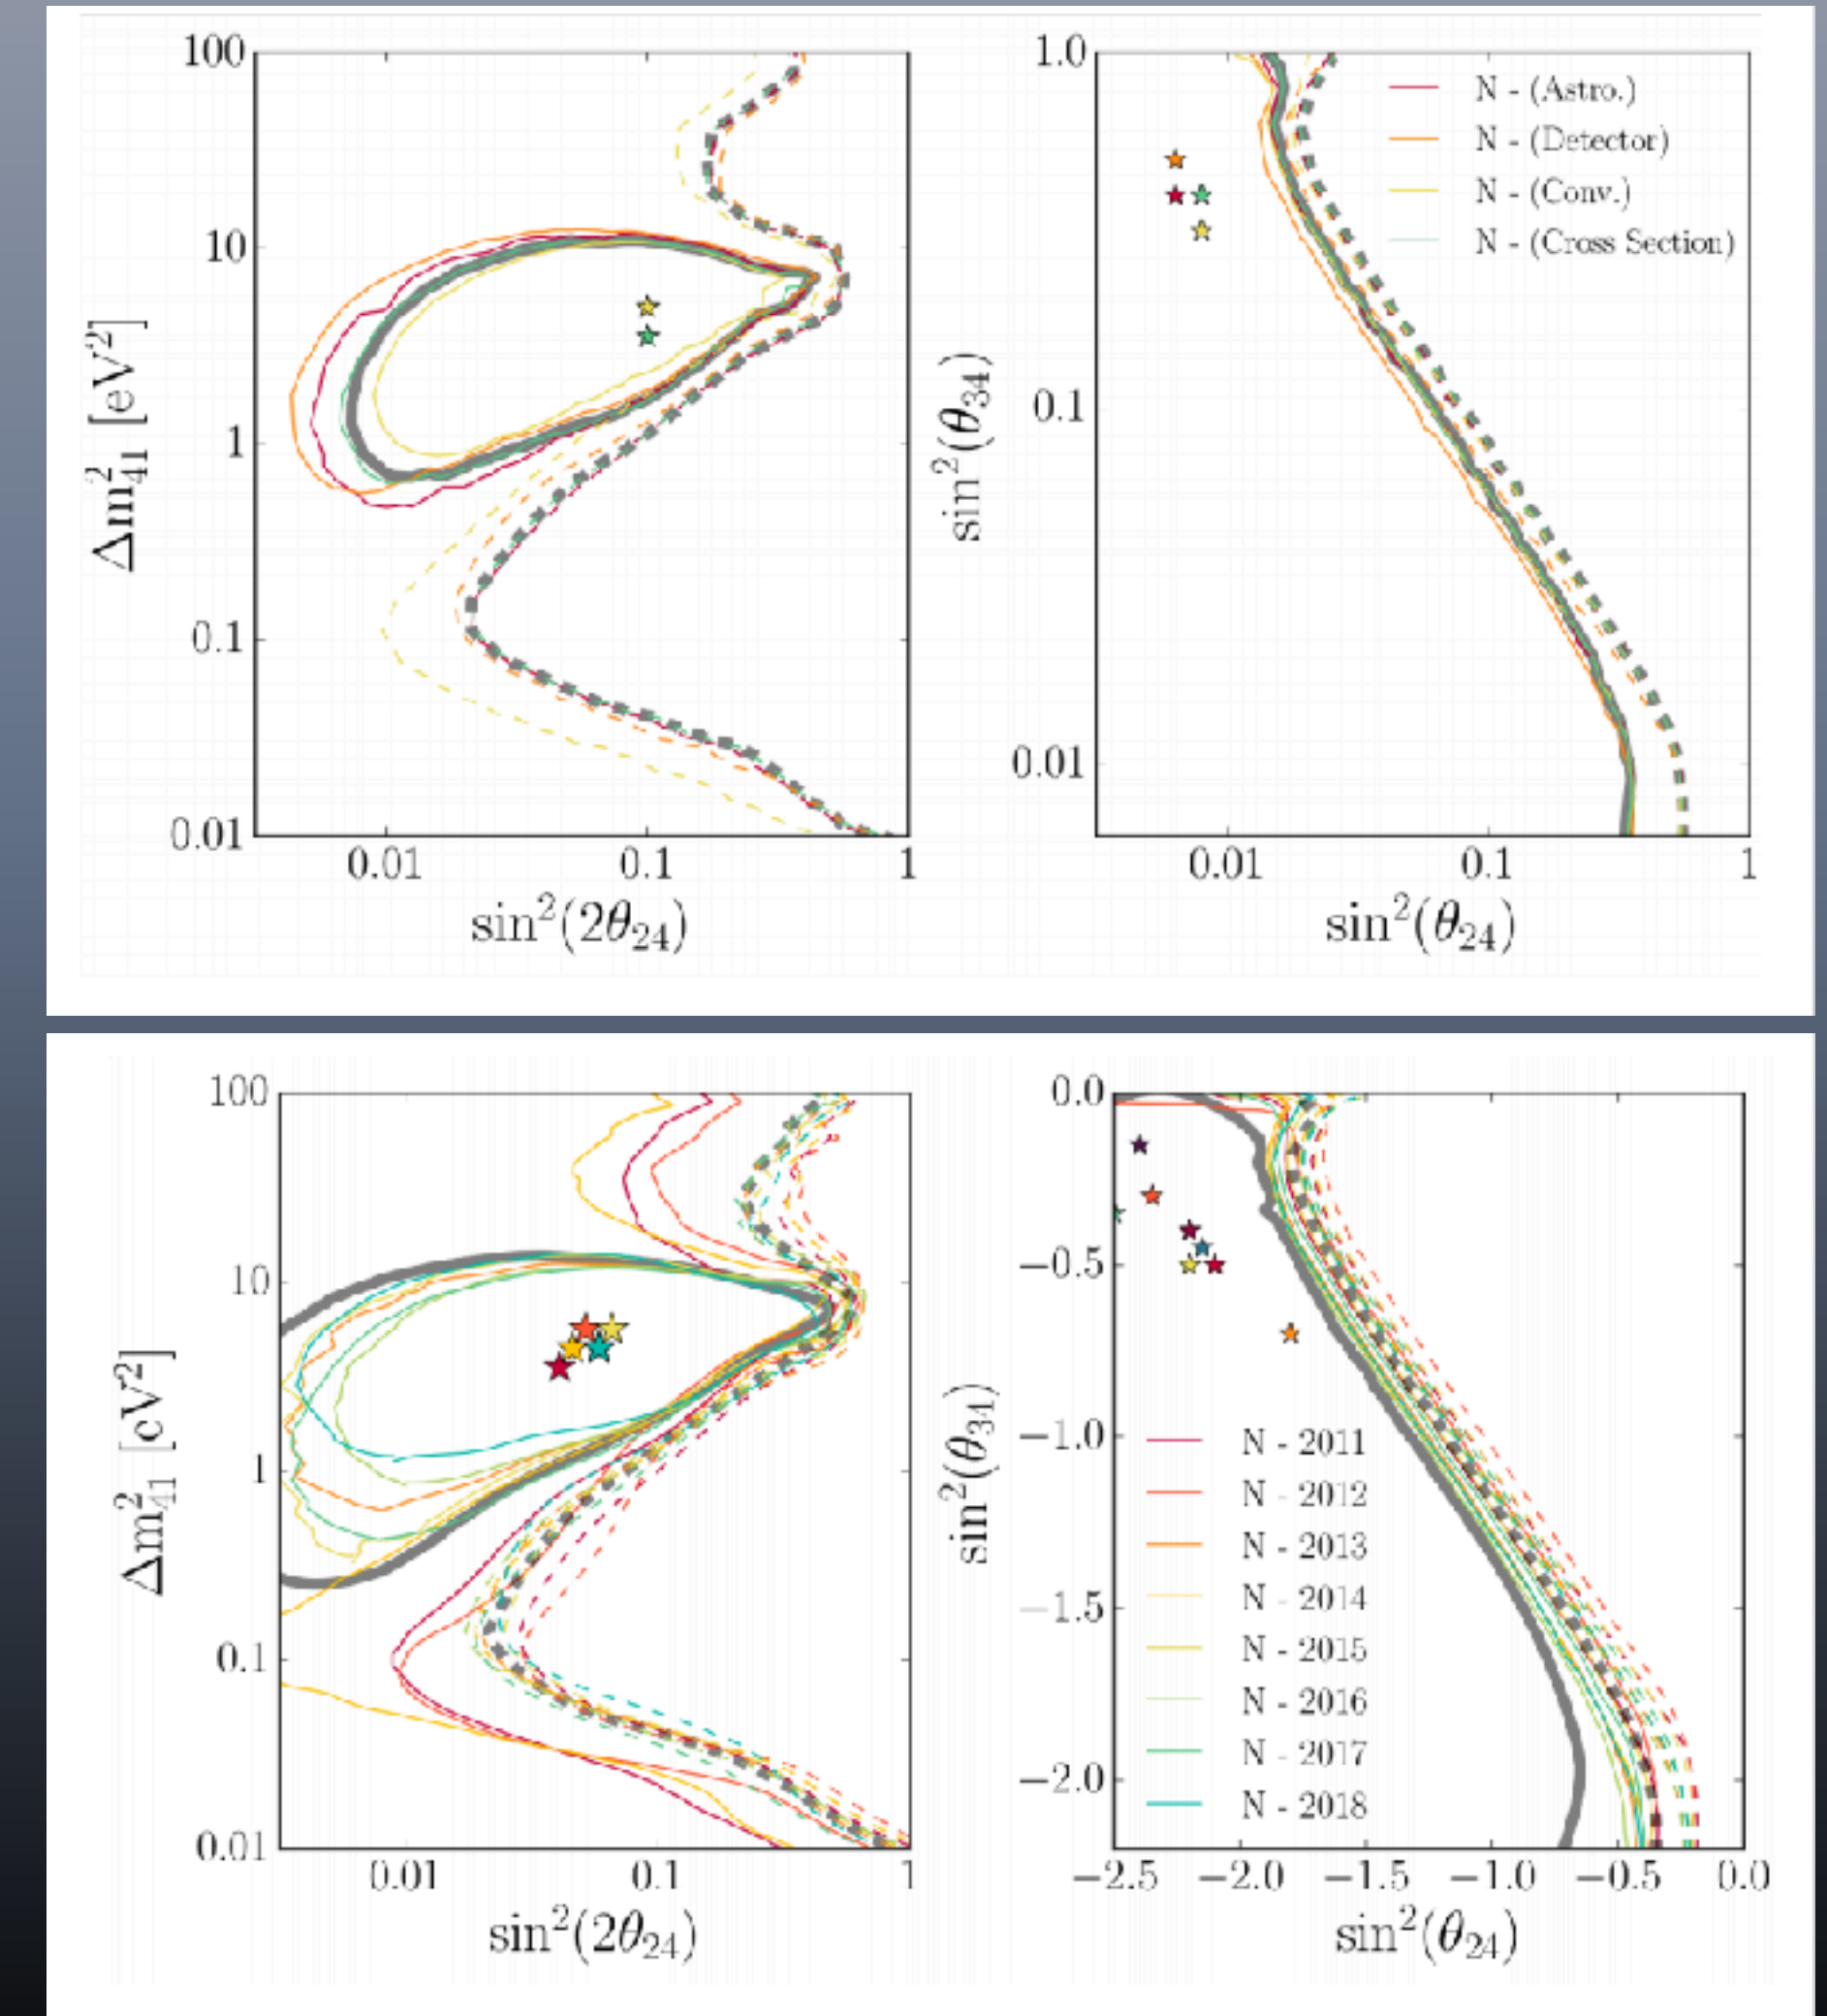 100
10
1
0.1
0.01
0.01
0.1
1
Δm²₄₁ [eV²]
sin²(2θ₂₄)
1.0
0.1
0.01
0.01
0.1
1
sin²(θ₃₄)
sin²(θ₂₄)
N - (Astro.)
N - (Detector)
N - (Conv.)
N - (Cross Section)
100
10
1
0.1
0.01
0.01
0.1
1
Δm²₄₁ [eV²]
sin²(2θ₂₄)
0.0
−0.5
−1.0
−1.5
−2.0
−2.5
−2.0
−1.5
−1.0
−0.5
0.0
sin²(θ₃₄)
sin²(θ₂₄)
N - 2011
N - 2012
N - 2013
N - 2014
N - 2015
N - 2016
N - 2017
N - 2018